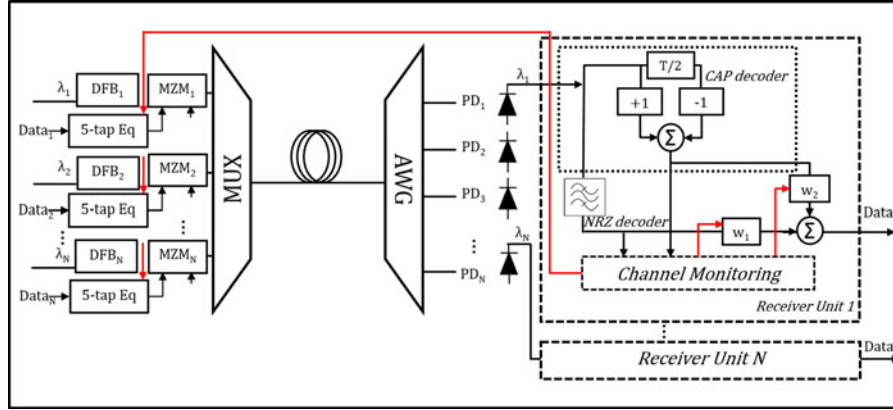 λ1 DFB1 MZM1
Data1 5-tap Eq
λ2 DFB2 MZM2
Data2 5-tap Eq
λN DFBN MZMN
DataN 5-tap Eq
MUX
AWG
PD1
PD2
PD3
PDN
λ1
λN
T/2
CAP decoder
+1 -1
Σ
w2
NRZ decoder
w1 Σ Data
Channel Monitoring
Receiver Unit 1
Receiver Unit N Data